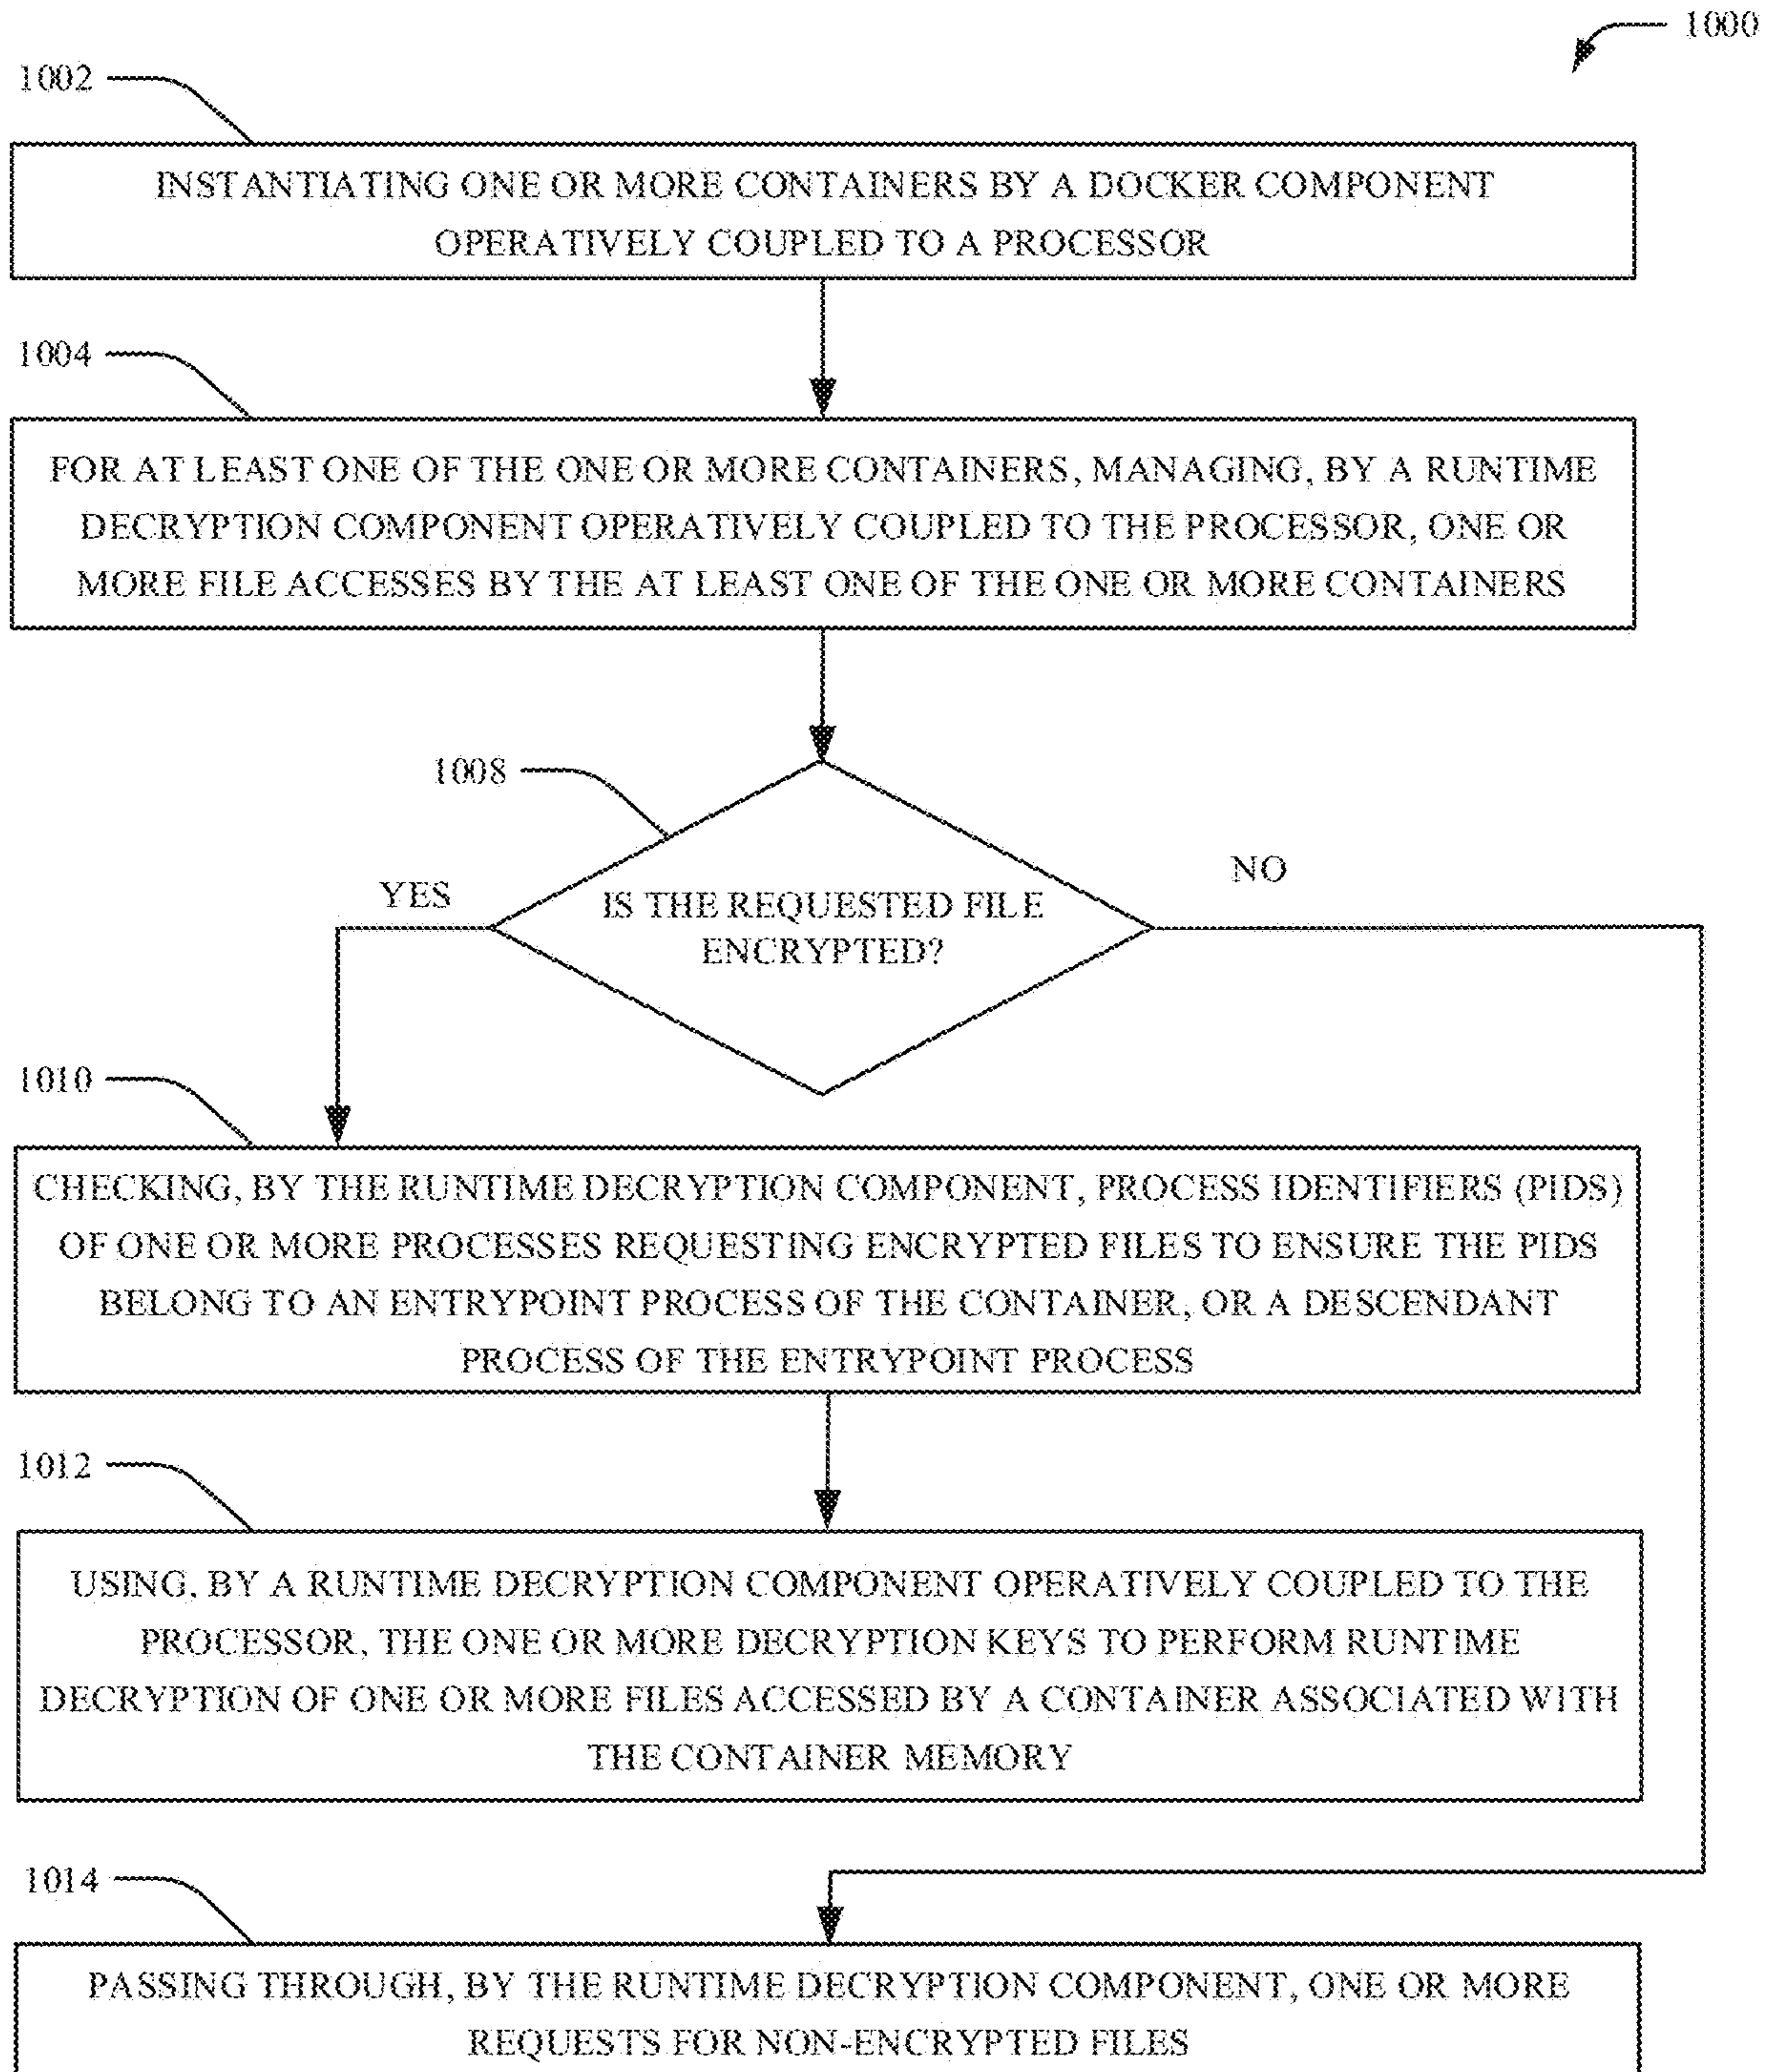 1000
1002
INSTANTIATING ONE OR MORE CONTAINERS BY A DOCKER COMPONENT
OPERATIVELY COUPLED TO A PROCESSOR
1004
FOR AT LEAST ONE OF THE ONE OR MORE CONTAINERS, MANAGING, BY A RUNTIME
DECRYPTION COMPONENT OPERATIVELY COUPLED TO THE PROCESSOR, ONE OR
MORE FILE ACCESSES BY THE AT LEAST ONE OF THE ONE OR MORE CONTAINERS
1008
YES
NO
IS THE REQUESTED FILE
ENCRYPTED?
1010
CHECKING, BY THE RUNTIME DECRYPTION COMPONENT, PROCESS IDENTIFIERS (PIDS)
OF ONE OR MORE PROCESSES REQUESTING ENCRYPTED FILES TO ENSURE THE PIDS
BELONG TO AN ENTRYPOINT PROCESS OF THE CONTAINER, OR A DESCENDANT
PROCESS OF THE ENTRYPOINT PROCESS
1012
USING, BY A RUNTIME DECRYPTION COMPONENT OPERATIVELY COUPLED TO THE
PROCESSOR, THE ONE OR MORE DECRYPTION KEYS TO PERFORM RUNTIME
DECRYPTION OF ONE OR MORE FILES ACCESSED BY A CONTAINER ASSOCIATED WITH
THE CONTAINER MEMORY
1014
PASSING THROUGH, BY THE RUNTIME DECRYPTION COMPONENT, ONE OR MORE
REQUESTS FOR NON-ENCRYPTED FILES